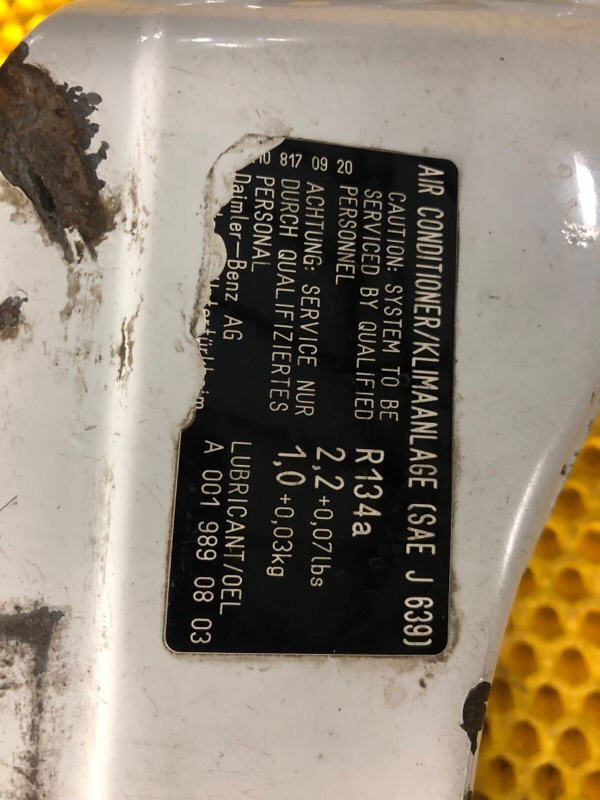 AIR CONDITIONER/KLIMAANLAGE (SAE J 639)
CAUTION: SYSTEM TO BE
SERVICED BY QUALIFIED
PERSONNEL
ACHTUNG: SERVICE NUR
DURCH QUALIFIZIERTES
PERSONAL
Daimler-Benz AG
R134a
2,2 +0,07lbs
1,0 +0,03kg
LUBRICANT/OEL
A 001 989 08 03
817 09 20